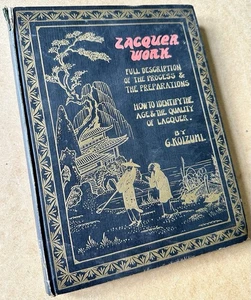 LACQUER
WORK
FULL DESCRIPTION
OF THE PROCESS &
THE PREPARATIONS
HOW TO IDENTIFY THE
AGE & THE QUALITY
OF LACQUER.
BY
G. KOIZUMI